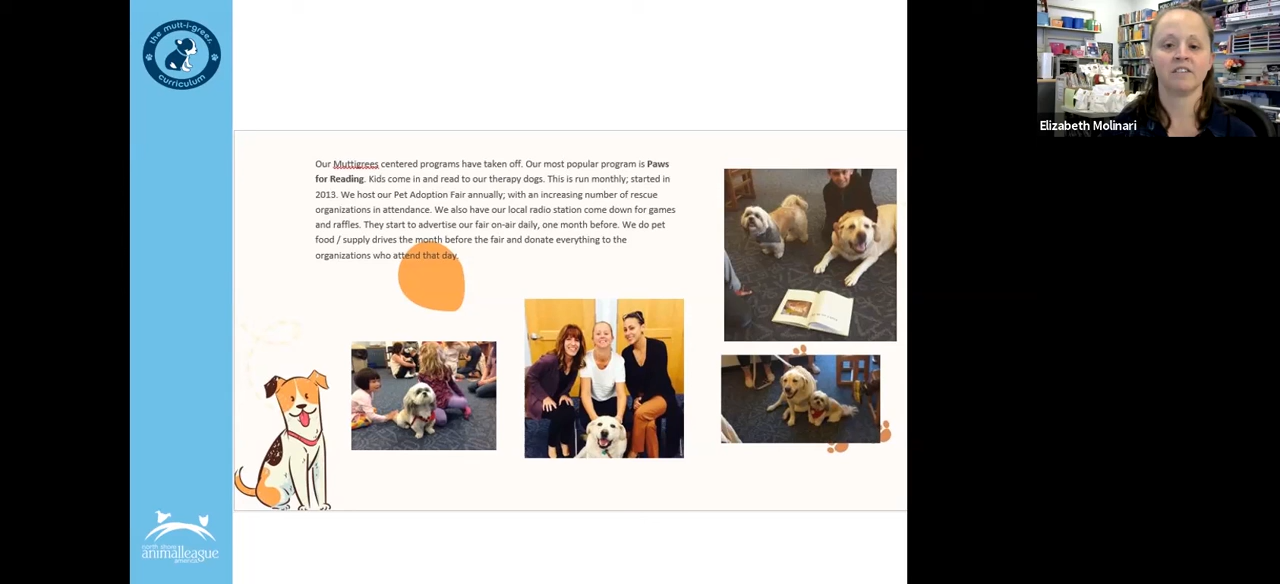 the mutt-i-grees
curriculum
Our Muttigrees centered programs have taken off. Our most popular program is Paws
for Reading. Kids come in and read to our therapy dogs. This is run monthly; started in
2013. We host our Pet Adoption Fair annually; with an increasing number of rescue
organizations in attendance. We also have our local radio station come down for games
and raffles. They start to advertise our fair on-air daily, one month before. We do pet
food / supply drives the month before the fair and donate everything to the
organizations who attend that day.
Elizabeth Molinari
north shore
animalleague
america